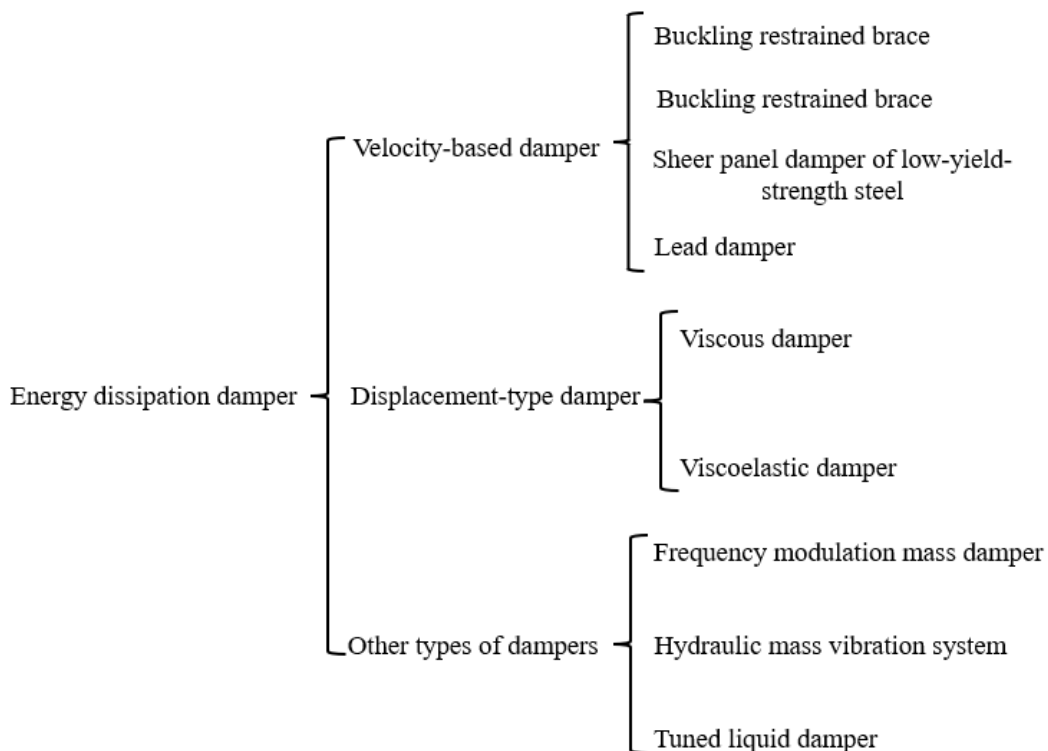 Buckling restrained brace
Buckling restrained brace
Velocity-based damper
Sheer panel damper of low-yield-
strength steel
Lead damper
Viscous damper
Energy dissipation damper
Displacement-type damper
Viscoelastic damper
Frequency modulation mass damper
Other types of dampers
Hydraulic mass vibration system
Tuned liquid damper